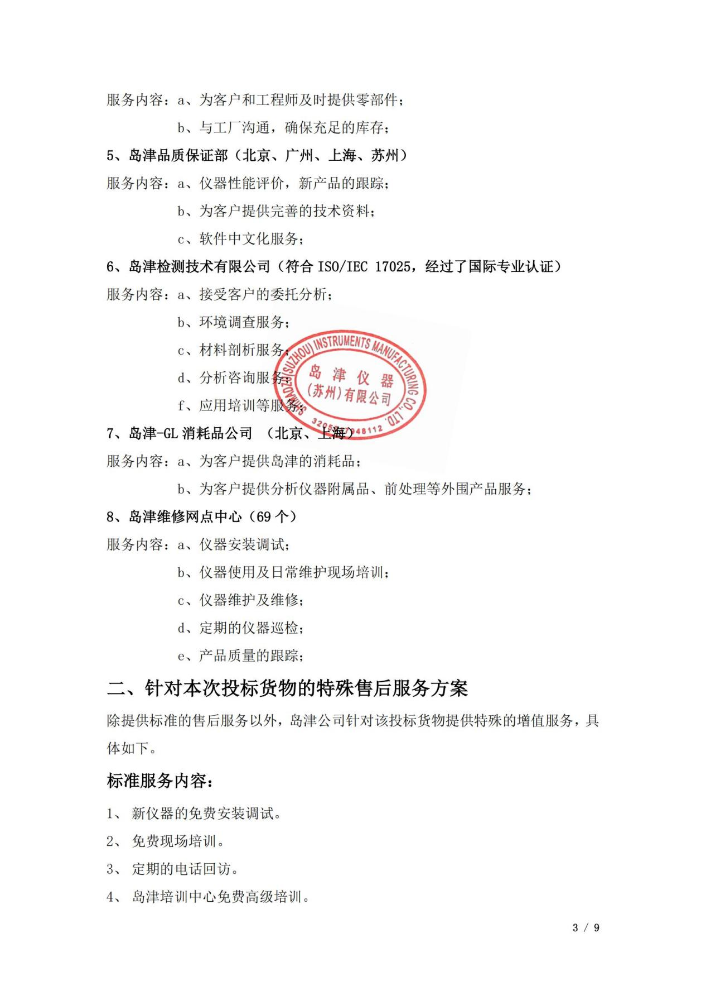 服务内容：a、为客户和工程师及时提供零部件；
b、与工厂沟通，确保充足的库存；
5、岛津品质保证部（北京、广州、上海、苏州）
服务内容：a、仪器性能评价，新产品的跟踪；
b、为客户提供完善的技术资料；
c、软件中文化服务；
6、岛津检测技术有限公司（符合 ISO/IEC 17025，经过了国际专业认证）
服务内容：a、接受客户的委托分析；
b、环境调查服务；
c、材料剖析服务；
d、分析咨询服务；
f、应用培训等服务；
SHIMADZU(SUZHOU) INSTRUMENTS MANUFACTURING CO.,LTD.
岛津仪器
（苏州）有限公司
7、岛津-GL 消耗品公司 （北京、上海）
服务内容：a、为客户提供岛津的消耗品；
b、为客户提供分析仪器附属品、前处理等外围产品服务；
8、岛津维修网点中心（69 个）
服务内容：a、仪器安装调试；
b、仪器使用及日常维护现场培训；
c、仪器维护及维修；
d、定期的仪器巡检；
e、产品质量的跟踪；
二、针对本次投标货物的特殊售后服务方案
除提供标准的售后服务以外，岛津公司针对该投标货物提供特殊的增值服务，具
体如下。
标准服务内容：
1、 新仪器的免费安装调试。
2、 免费现场培训。
3、 定期的电话回访。
4、 岛津培训中心免费高级培训。
3 / 9